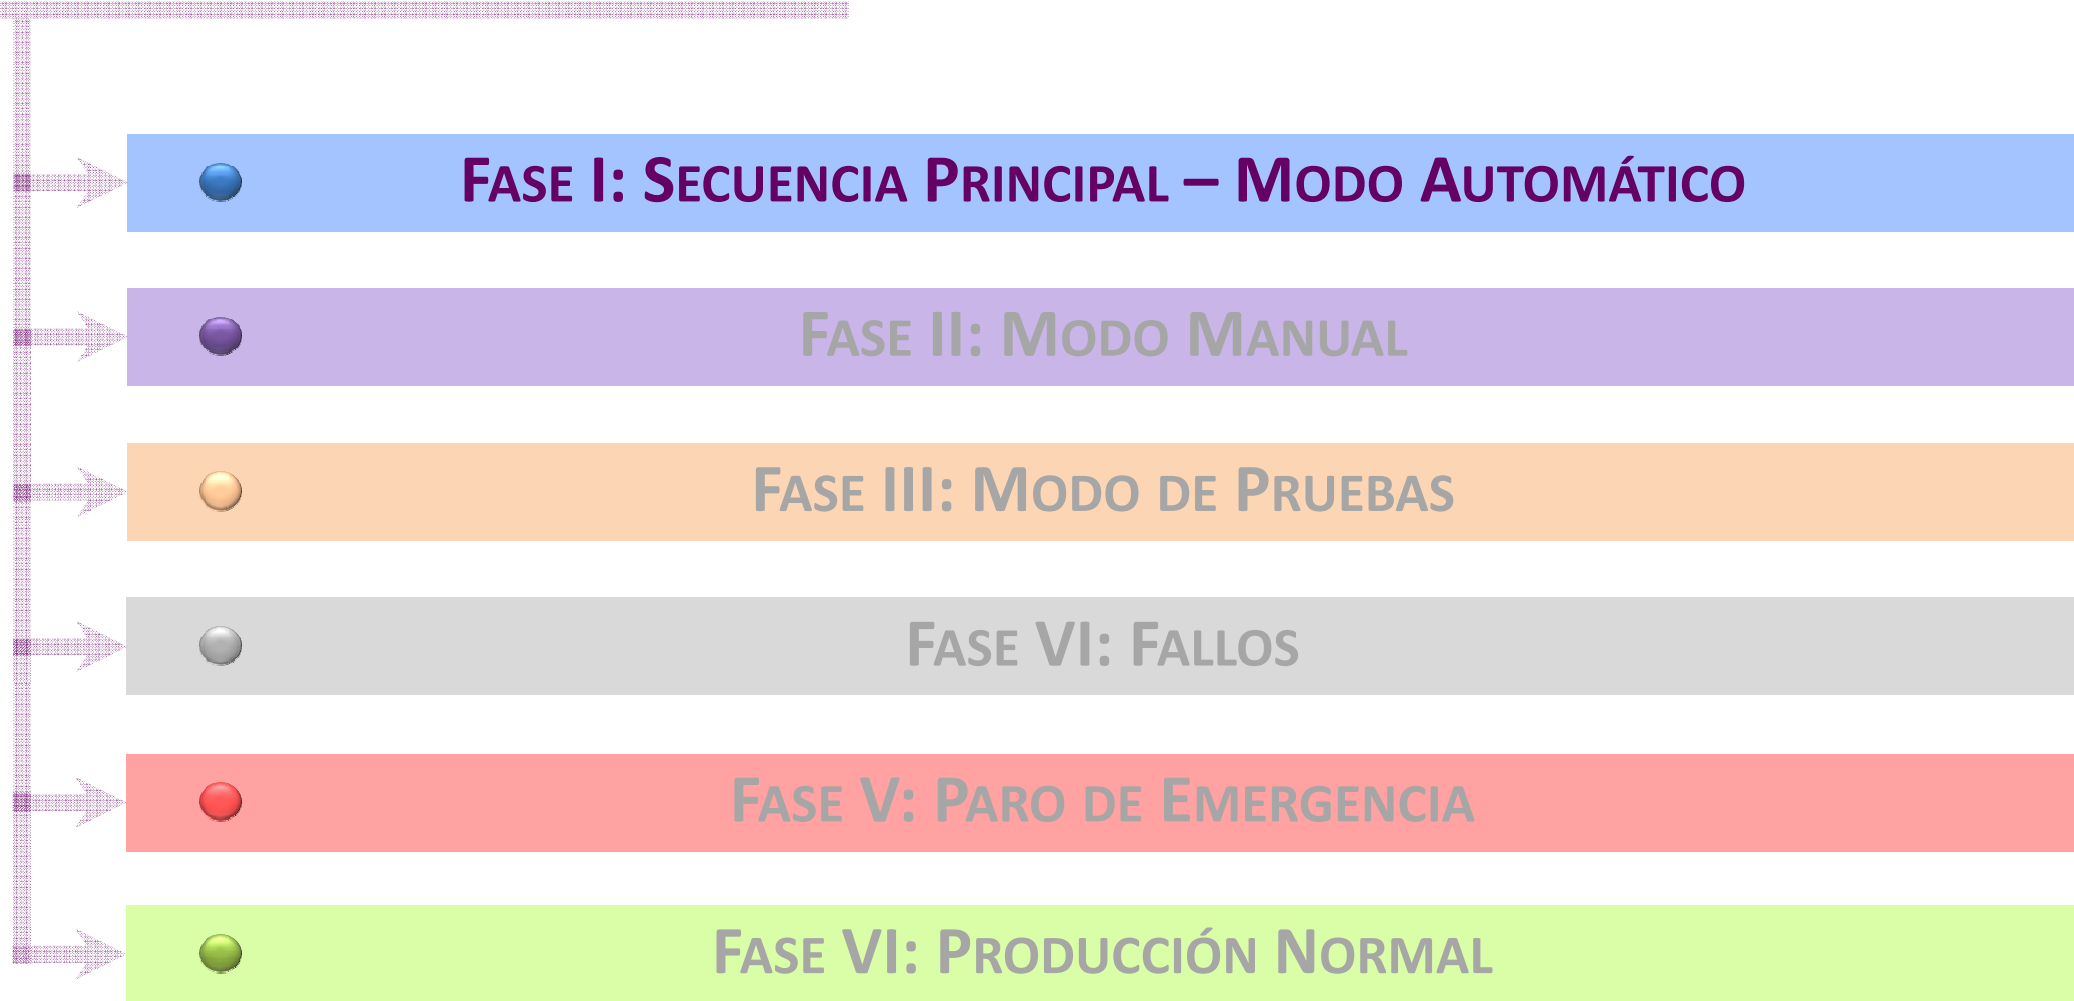 Fase I: Secuencia Principal – Modo Automático
Fase II: Modo Manual
Fase III: Modo de Pruebas
Fase VI: Fallos
Fase V: Paro de Emergencia
Fase VI: Producción Normal